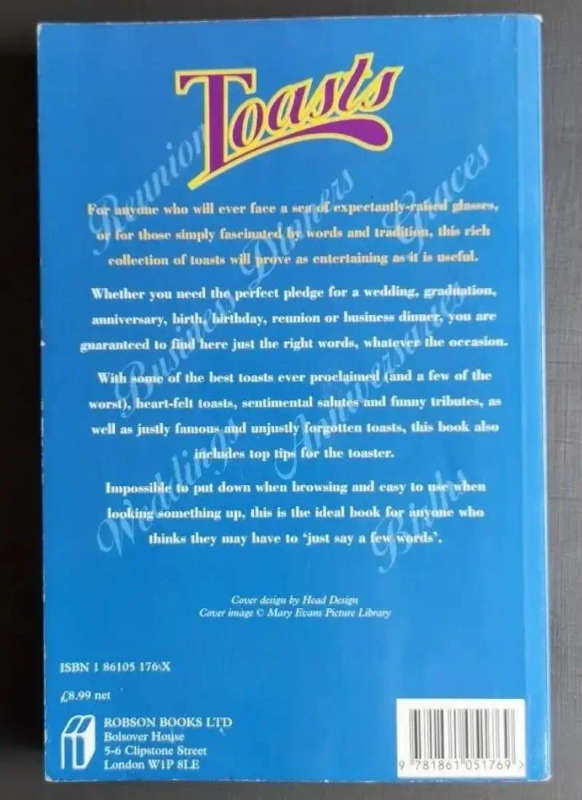 Toasts
Reunion
Business Dinners
Graces
Weddings
Anniversaries
Births
For anyone who will ever face a sea of expectantly-raised glasses,
or for those simply fascinated by words and tradition, this rich
collection of toasts will prove as entertaining as it is useful.
Whether you need the perfect pledge for a wedding, graduation,
anniversary, birth, birthday, reunion or business dinner, you are
guaranteed to find here just the right words, whatever the occasion.
With some of the best toasts ever proclaimed (and a few of the
worst), heart-felt toasts, sentimental salutes and funny tributes, as
well as justly famous and unjustly forgotten toasts, this book also
includes top tips for the toaster.
Impossible to put down when browsing and easy to use when
looking something up, this is the ideal book for anyone who
thinks they may have to 'just say a few words'.
Cover design by Head Design
Cover image © Mary Evans Picture Library
ISBN 1 86105 176 X
£8.99 net
ROBSON BOOKS LTD
Bolsover House
5-6 Clipstone Street
London W1P 8LE
9 781861 051769 >